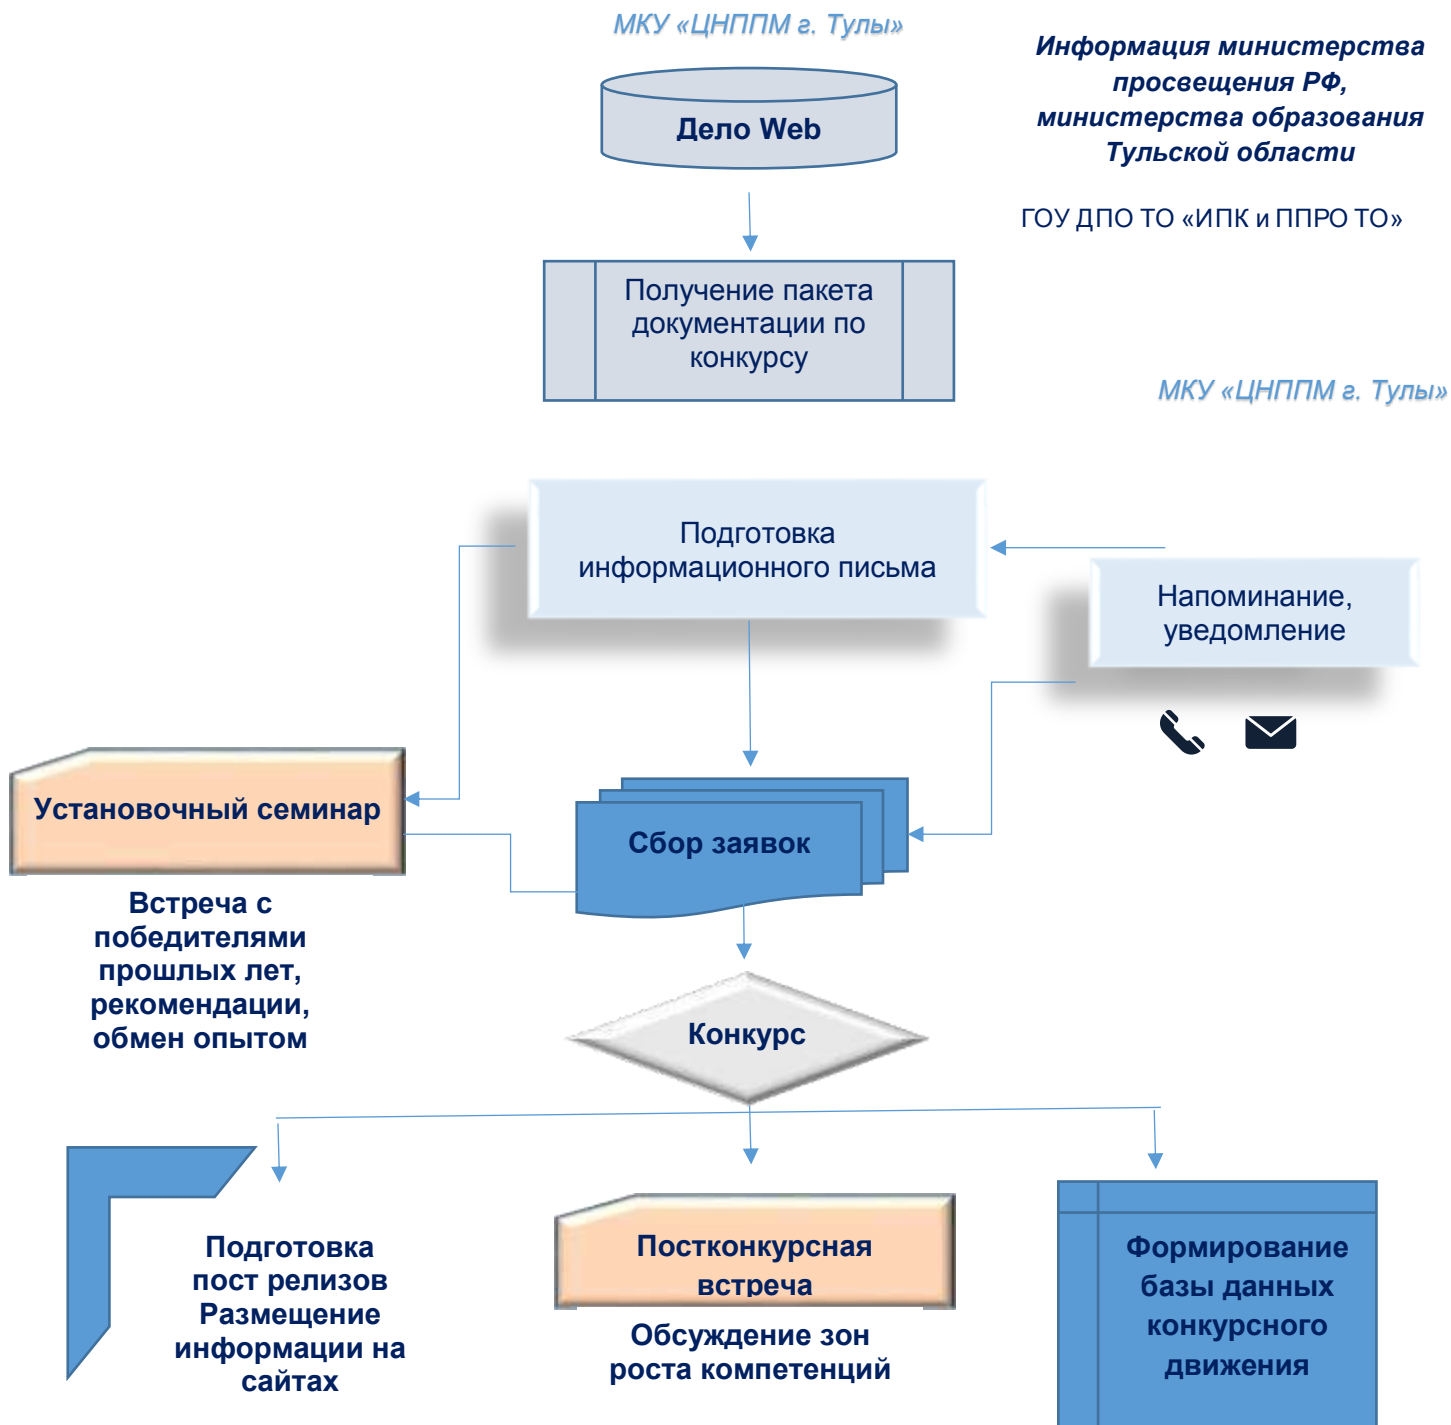 МКУ «ЦНППМ г. Тулы»
Информация министерства
просвещения РФ,
министерства образования
Тульской области
Дело Web
ГОУ ДПО ТО «ИПК и ППРО ТО»
Получение пакета
документации по
конкурсу
МКУ «ЦНППМ г. Тулы»
Подготовка
информационного письма
Напоминание,
уведомление
Установочный семинар
Сбор заявок
Встреча с
победителями
прошлых лет,
рекомендации,
обмен опытом
Конкурс
Подготовка
пост релизов
Размещение
информации на
сайтах
Постконкурсная
встреча
Обсуждение зон
роста компетенций
Формирование
базы данных
конкурсного
движения